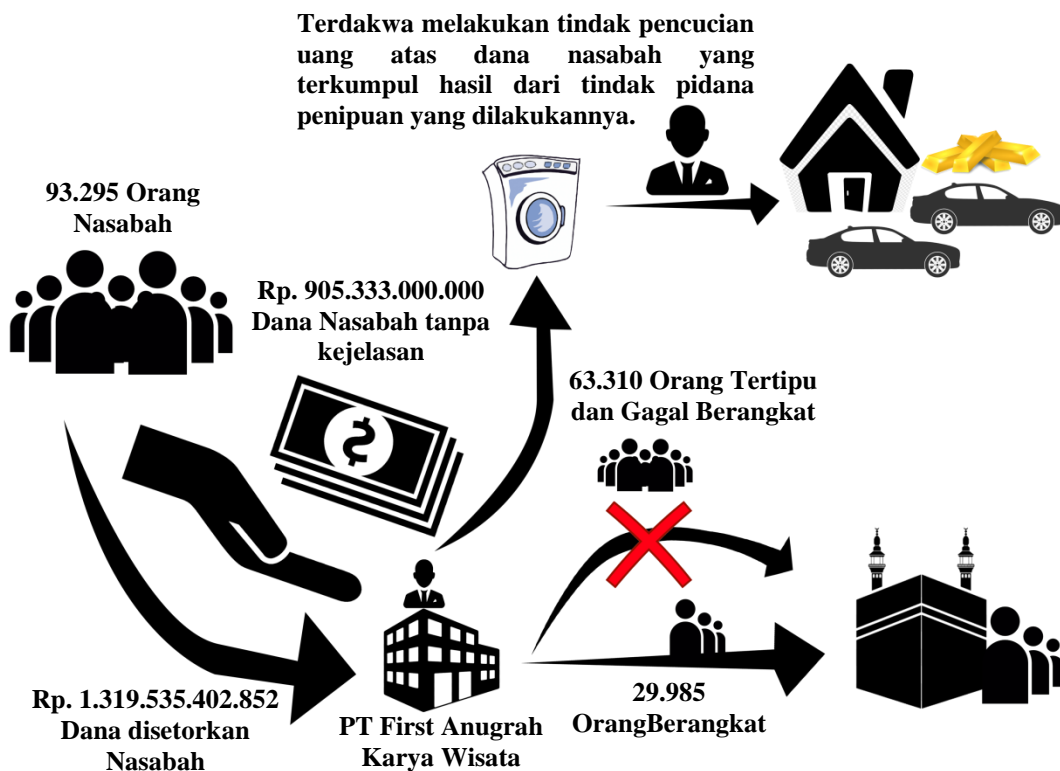 Terdakwa melakukan tindak pencucian
uang atas dana nasabah yang
terkumpul hasil dari tindak pidana
penipuan yang dilakukannya.
93.295 Orang
Nasabah
Rp. 905.333.000.000
Dana Nasabah tanpa
kejelasan
63.310 Orang Tertipu
dan Gagal Berangkat
Rp. 1.319.535.402.852
Dana disetorkan
Nasabah
PT First Anugrah
Karya Wisata
29.985
OrangBerangkat